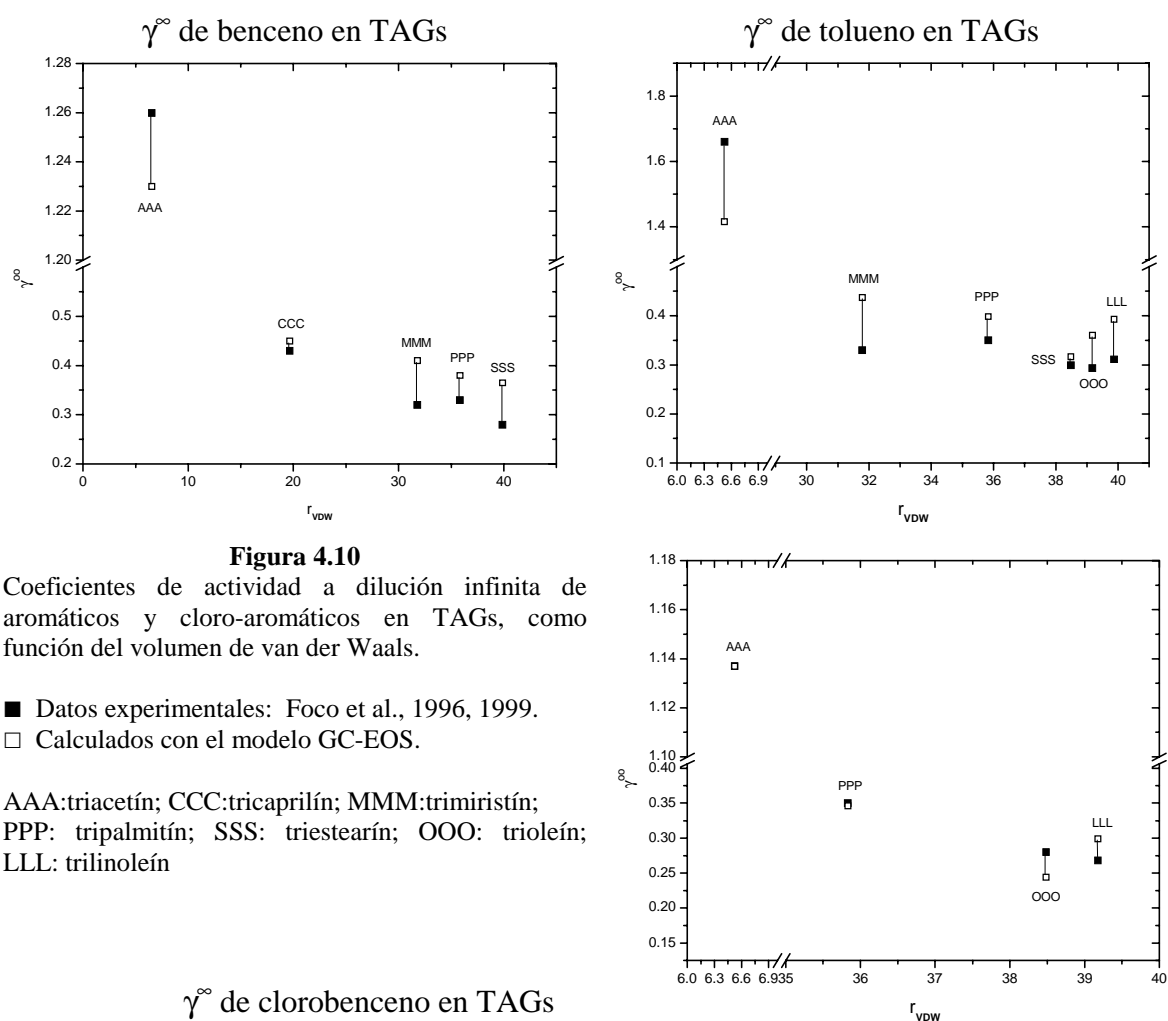 γ∞ de benceno en TAGs
1.28
1.26
1.24
1.22
1.20
0.5
0.4
0.3
0.2
γ∞
AAA
CCC
MMM
PPP
SSS
0 10 20 30 40
rVDW
γ∞ de tolueno en TAGs
1.8
1.6
1.4
0.4
0.3
0.2
0.1
γ∞
AAA
MMM
PPP
SSS
OOO
LLL
6.0 6.3 6.6 6.9 30 32 34 36 38 40
rVDW
Figura 4.10
Coeficientes de actividad a dilución infinita de
aromáticos y cloro-aromáticos en TAGs, como
función del volumen de van der Waals.
■ Datos experimentales: Foco et al., 1996, 1999.
□ Calculados con el modelo GC-EOS.
AAA:triacetín; CCC:tricaprilín; MMM:trimiristín;
PPP: tripalmitín; SSS: triestearín; OOO: trioleín;
LLL: trilinoleín
γ∞ de clorobenceno en TAGs
1.18
1.16
1.14
1.12
1.10
0.40
0.35
0.30
0.25
0.20
0.15
γ∞
AAA
PPP
OOO
LLL
6.0 6.3 6.6 6.9 35 36 37 38 39 40
rVDW